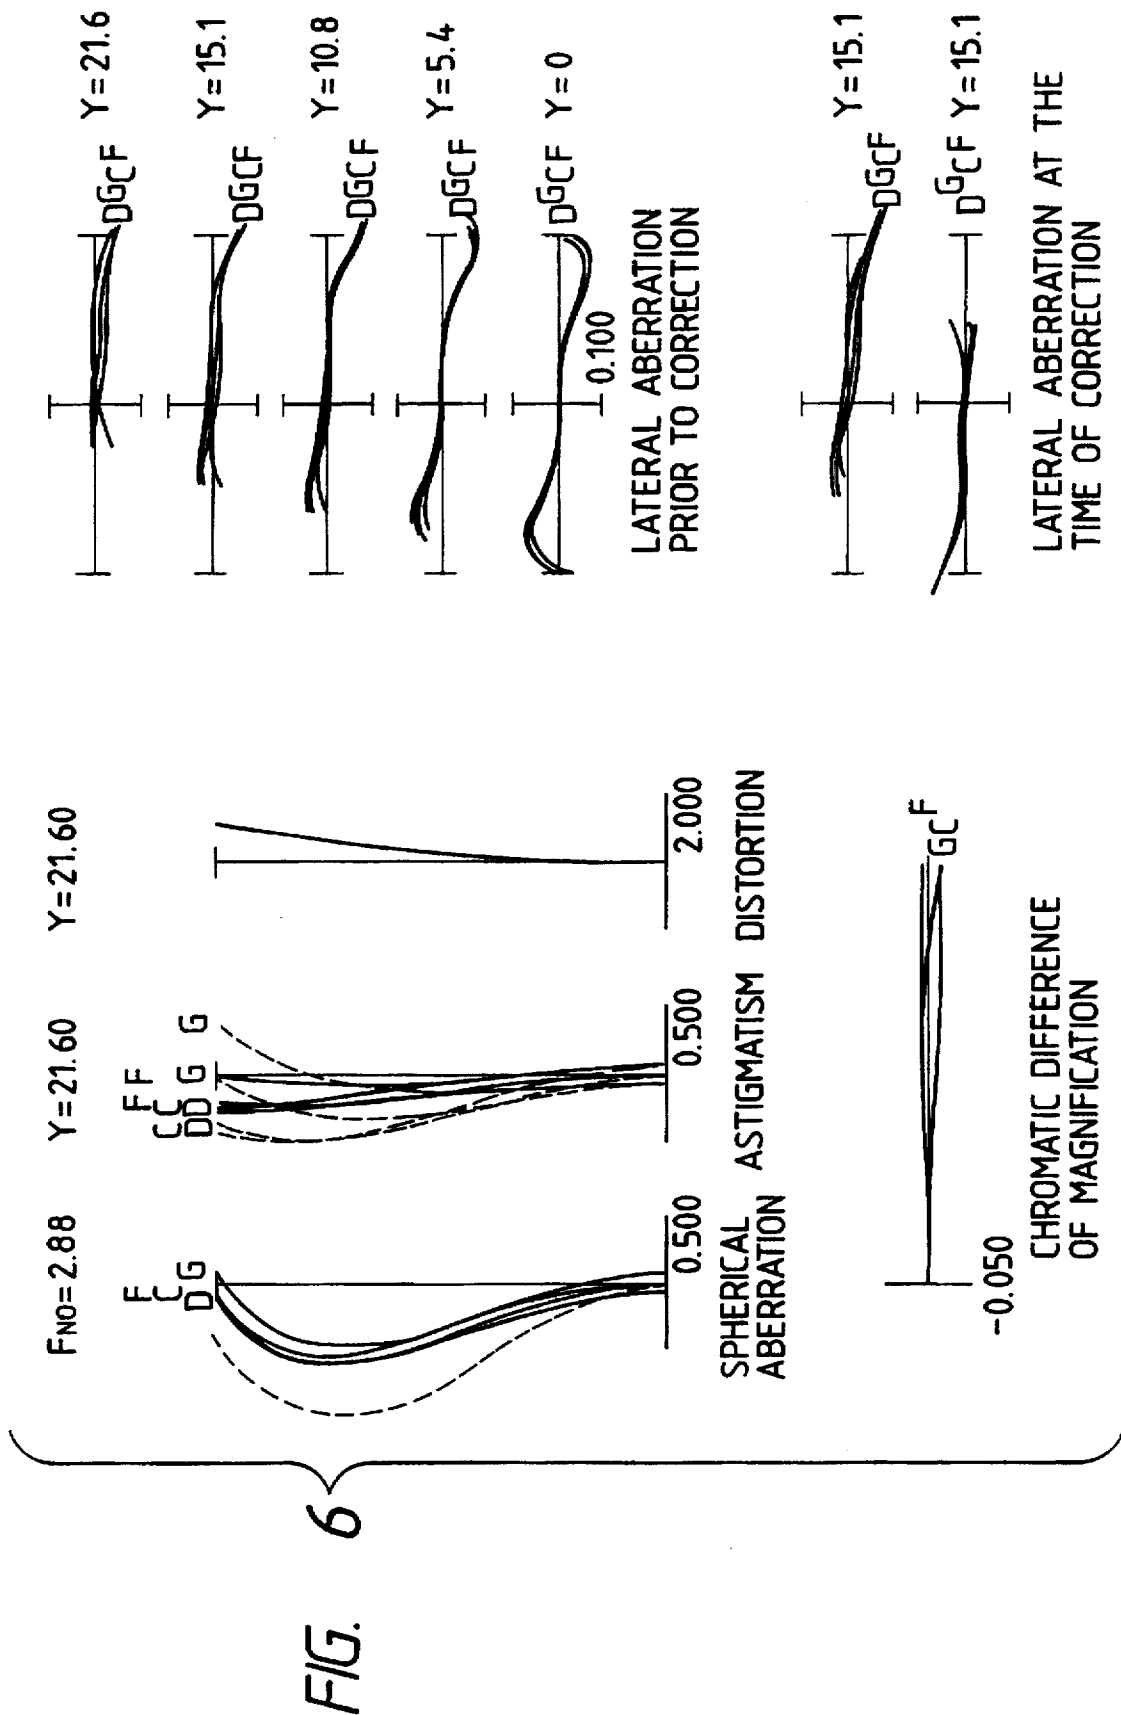 FIG. 6
FNO=2.88
F
C
D G
0.500
SPHERICAL
ABERRATION
Y=21.60
F F
C C
D D G G
0.500
ASTIGMATISM
Y=21.60
2.000
DISTORTION
-0.050
GCF
CHROMATIC DIFFERENCE
OF MAGNIFICATION
DGCF Y=21.6
DGCF Y=15.1
DGCF Y=10.8
DGCF Y=5.4
DGCF Y=0
0.100
LATERAL ABERRATION
PRIOR TO CORRECTION
DGCF Y=15.1
DGCF Y=15.1
LATERAL ABERRATION AT THE
TIME OF CORRECTION